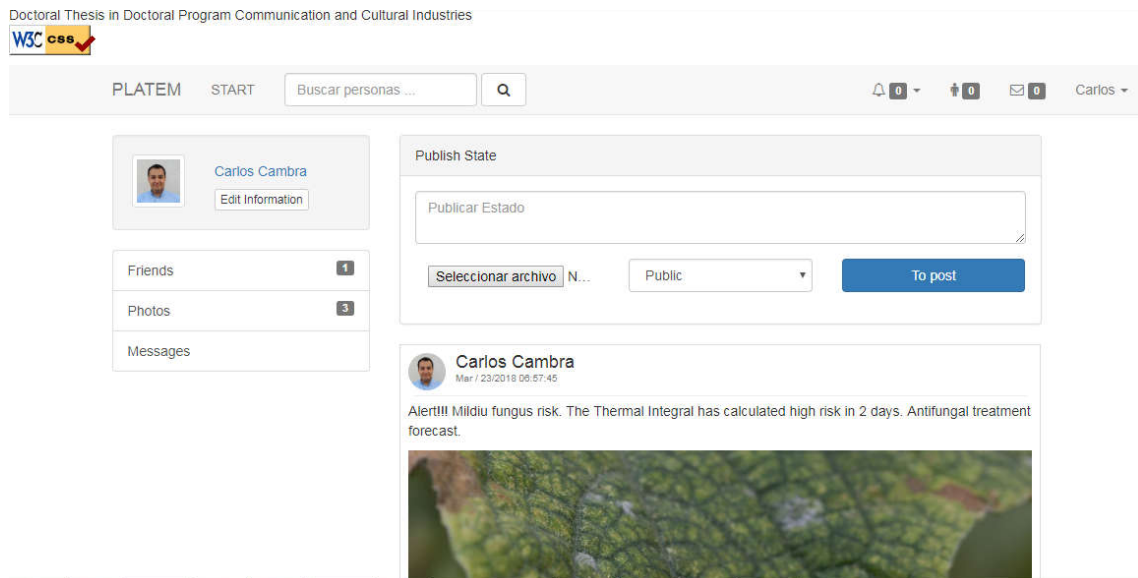 Doctoral Thesis in Doctoral Program Communication and Cultural Industries
W3C css
PLATEM START Buscar personas ... 0 0 0 Carlos
Carlos Cambra
Edit Information
Friends 1
Photos 3
Messages
Publish State
Publicar Estado
Seleccionar archivo N... Public To post
Carlos Cambra
Mar / 23/2018 06:57:45
Alert!!! Mildiu fungus risk. The Thermal Integral has calculated high risk in 2 days. Antifungal treatment
forecast.